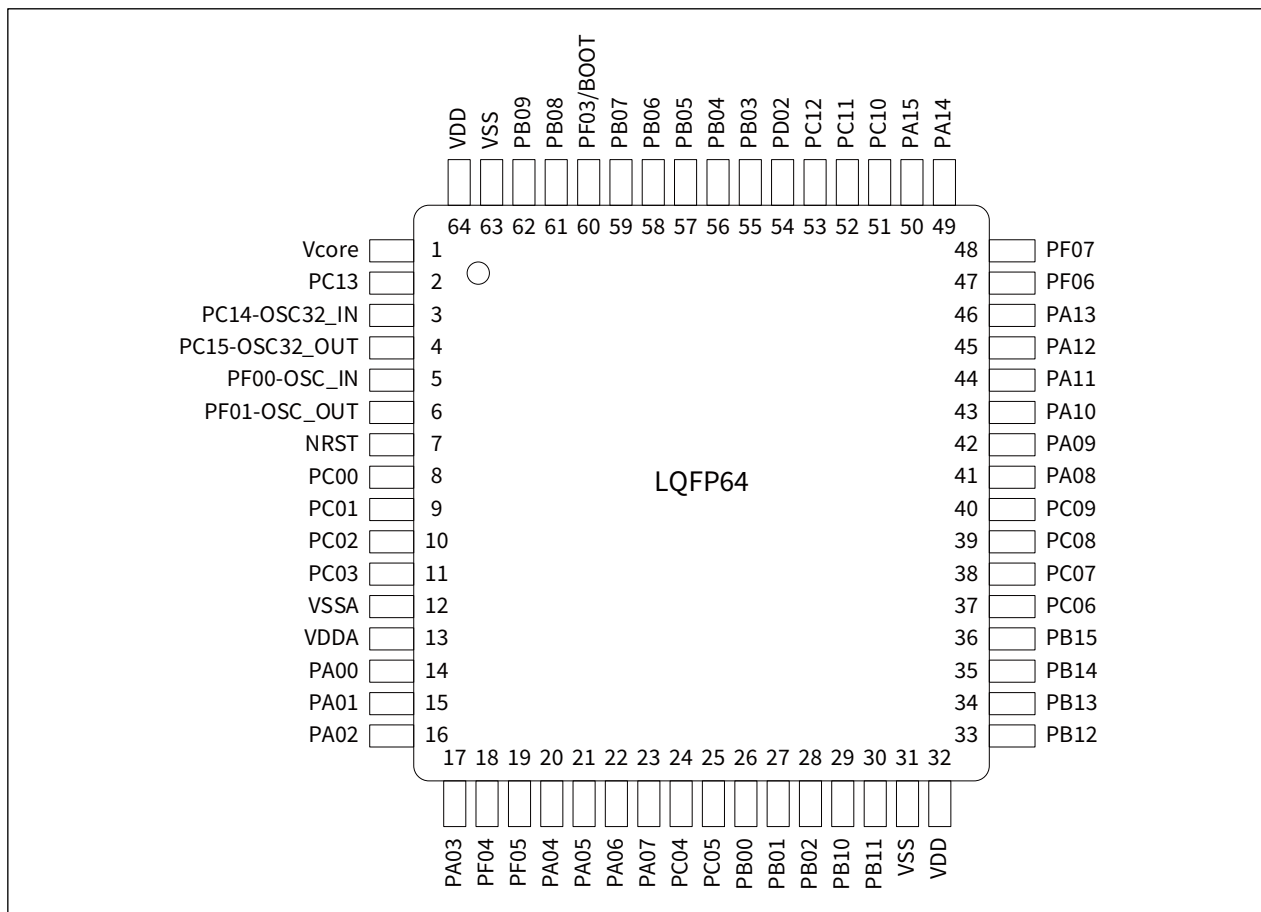 VDD VSS PB09 PB08 PF03/BOOT PB07 PB06 PB05 PB04 PB03 PD02 PC12 PC11 PC10 PA15 PA14
64 63 62 61 60 59 58 57 56 55 54 53 52 51 50 49
Vcore 1 48 PF07
PC13 2 47 PF06
PC14-OSC32_IN 3 46 PA13
PC15-OSC32_OUT 4 45 PA12
PF00-OSC_IN 5 44 PA11
PF01-OSC_OUT 6 43 PA10
NRST 7 42 PA09
PC00 8 41 PA08
LQFP64
PC01 9 40 PC09
PC02 10 39 PC08
PC03 11 38 PC07
VSSA 12 37 PC06
VDDA 13 36 PB15
PA00 14 35 PB14
PA01 15 34 PB13
PA02 16 33 PB12
17 18 19 20 21 22 23 24 25 26 27 28 29 30 31 32
PA03 PF04 PF05 PA04 PA05 PA06 PA07 PC04 PC05 PB00 PB01 PB02 PB10 PB11 VSS VDD